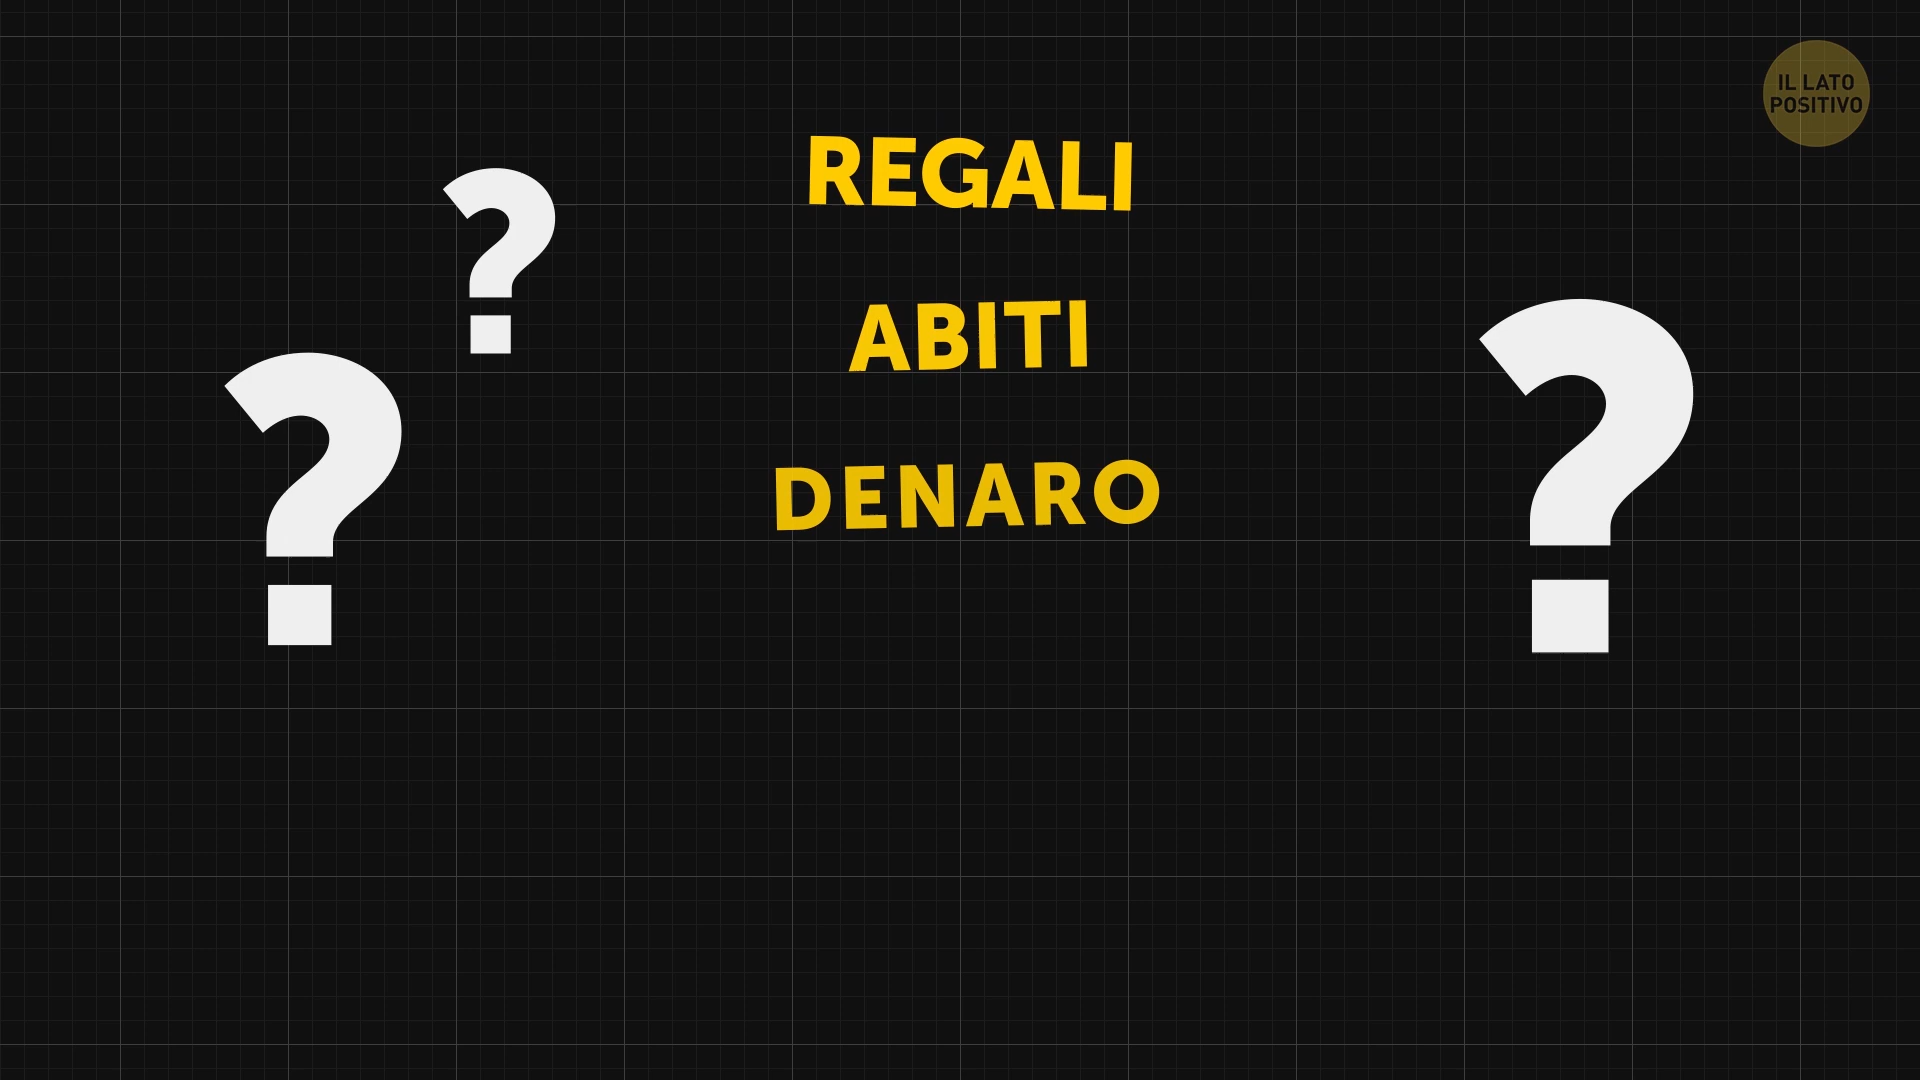 IL LATO
POSITIVO
REGALI
?
ABITI
?
?
DENARO